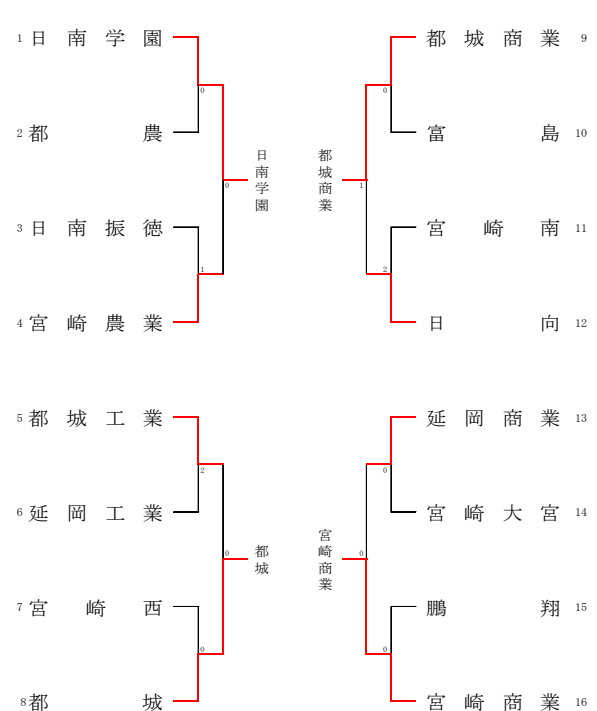 1 日南学園
0
2 都農
日南学園
0
3 日南振徳
1
4 宮崎農業
5 都城工業
2
6 延岡工業
0
都城
7 宮崎西
0
8 都城
都城商業 9
0
富島 10
都城商業
1
宮崎南 11
2
日向 12
延岡商業 13
0
宮崎大宮 14
宮崎商業
0
鵬翔 15
0
宮崎商業 16